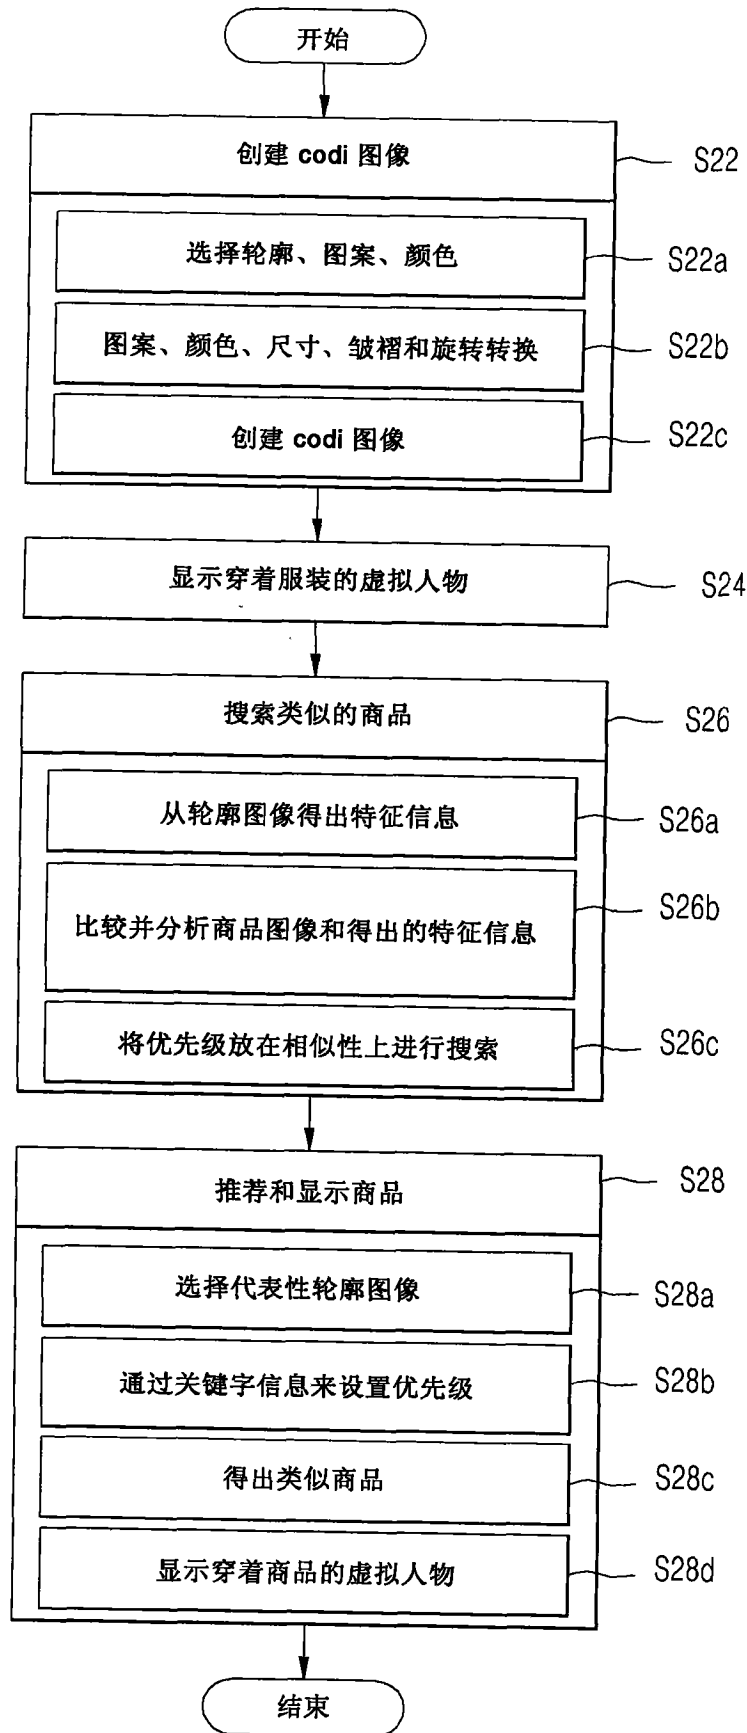 开始
创建 codi 图像
S22
选择轮廓、图案、颜色
S22a
图案、颜色、尺寸、皱褶和旋转转换
S22b
创建 codi 图像
S22c
显示穿着服装的虚拟人物
S24
搜索类似的商品
S26
从轮廓图像得出特征信息
S26a
比较并分析商品图像和得出的特征信息
S26b
将优先级放在相似性上进行搜索
S26c
推荐和显示商品
S28
选择代表性轮廓图像
S28a
通过关键字信息来设置优先级
S28b
得出类似商品
S28c
显示穿着商品的虚拟人物
S28d
结束